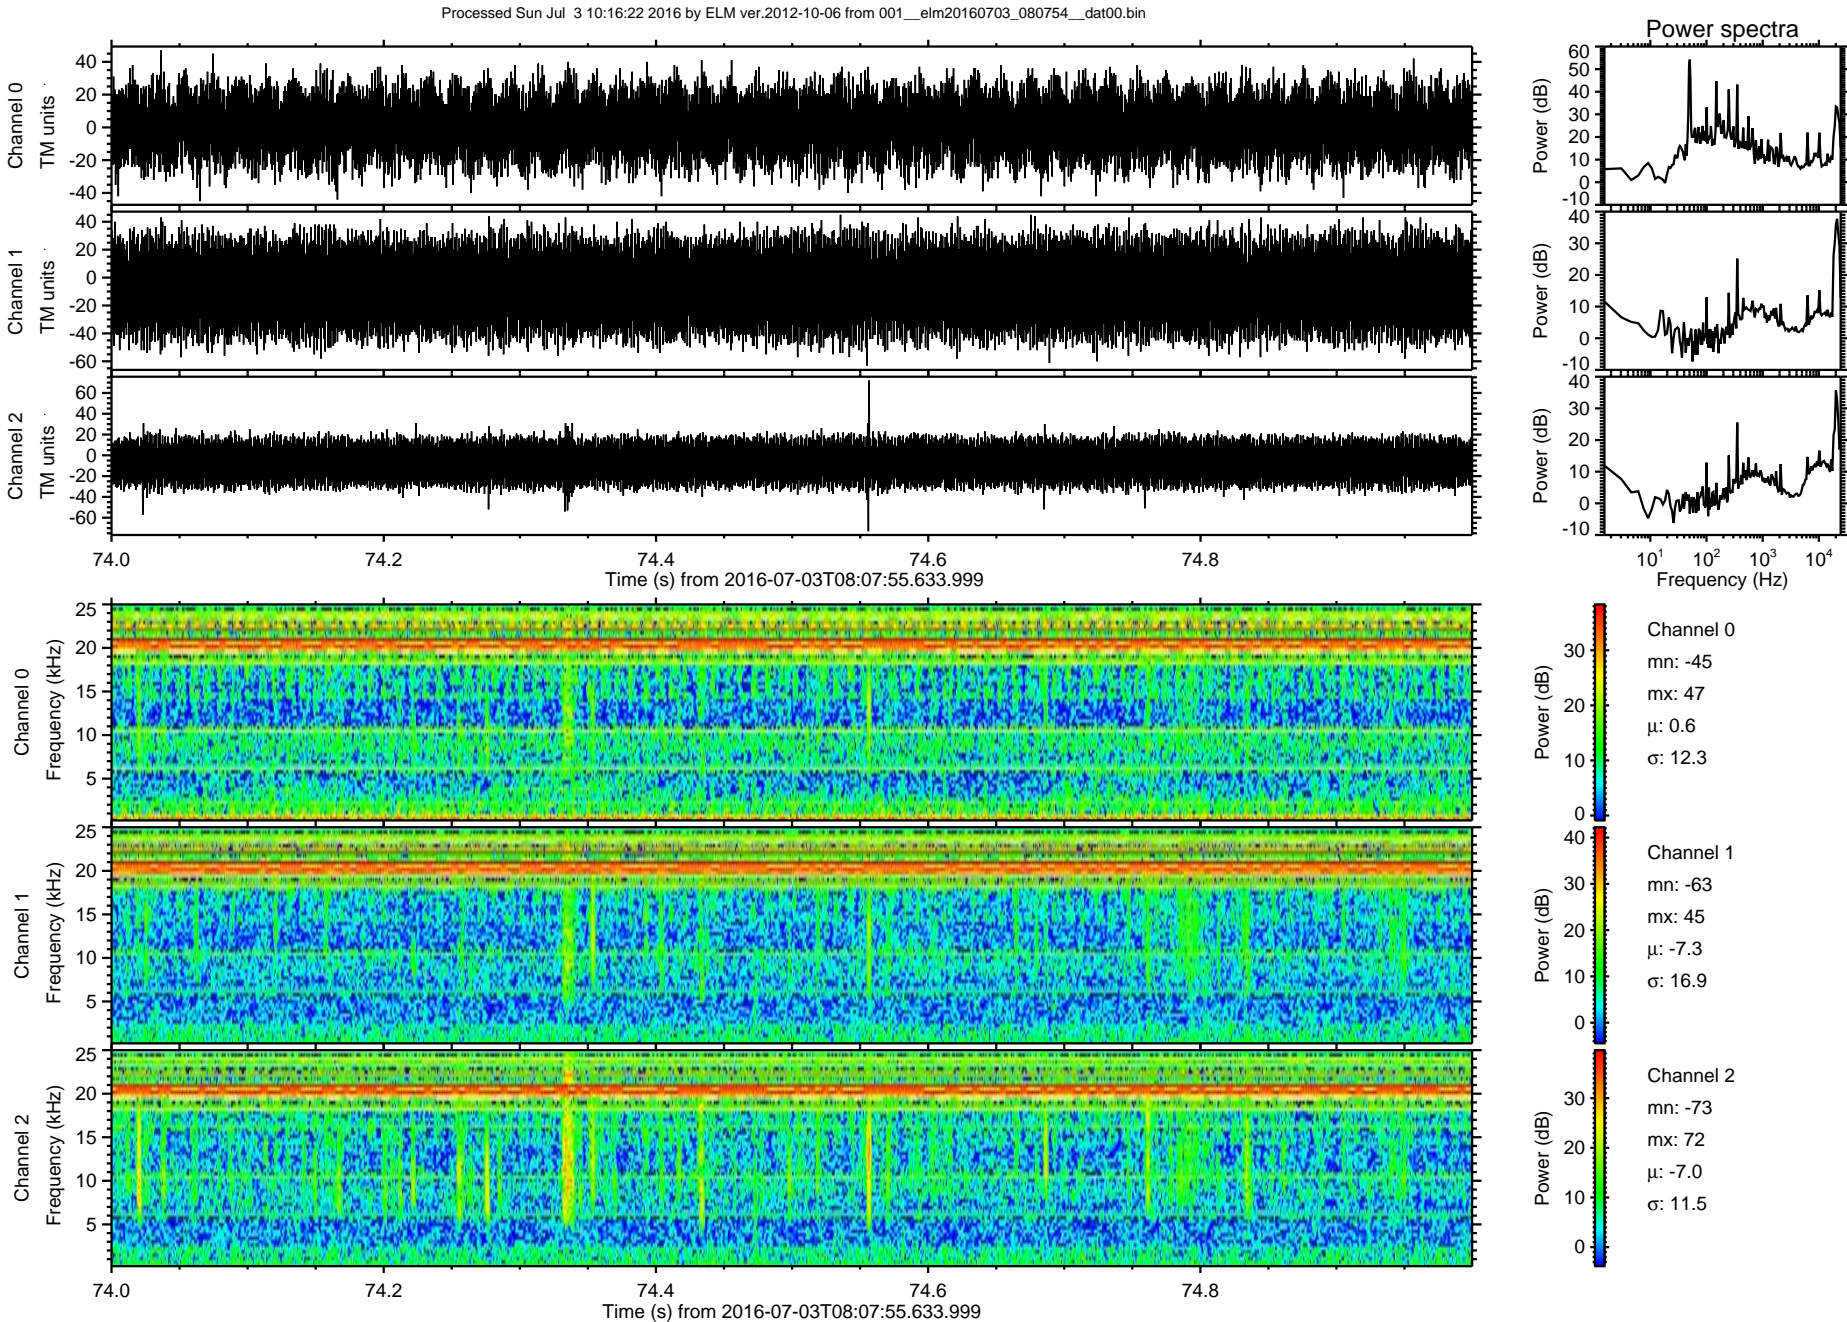 Processed Sun Jul 3 10:16:22 2016 by ELM ver.2012-10-06 from 001__elm20160703_080754__dat00.bin
Power spectra
Channel 0
TM units
40
20
0
-20
-40
Power (dB)
60
50
40
30
20
10
0
-10
Channel 1
TM units
40
20
0
-20
-40
-60
Power (dB)
40
30
20
10
0
-10
Channel 2
TM units
60
40
20
0
-20
-40
-60
Power (dB)
40
30
20
10
0
-10
74.0 74.2 74.4 74.6 74.8
Time (s) from 2016-07-03T08:07:55.633.999
10^1 10^2 10^3 10^4
Frequency (Hz)
Channel 0
Frequency (kHz)
25
20
15
10
5
Power (dB)
30
20
10
0
Channel 0
mn: -45
mx: 47
μ: 0.6
σ: 12.3
Channel 1
Frequency (kHz)
25
20
15
10
5
Power (dB)
40
30
20
10
0
Channel 1
mn: -63
mx: 45
μ: -7.3
σ: 16.9
Channel 2
Frequency (kHz)
25
20
15
10
5
Power (dB)
30
20
10
0
Channel 2
mn: -73
mx: 72
μ: -7.0
σ: 11.5
74.0 74.2 74.4 74.6 74.8
Time (s) from 2016-07-03T08:07:55.633.999